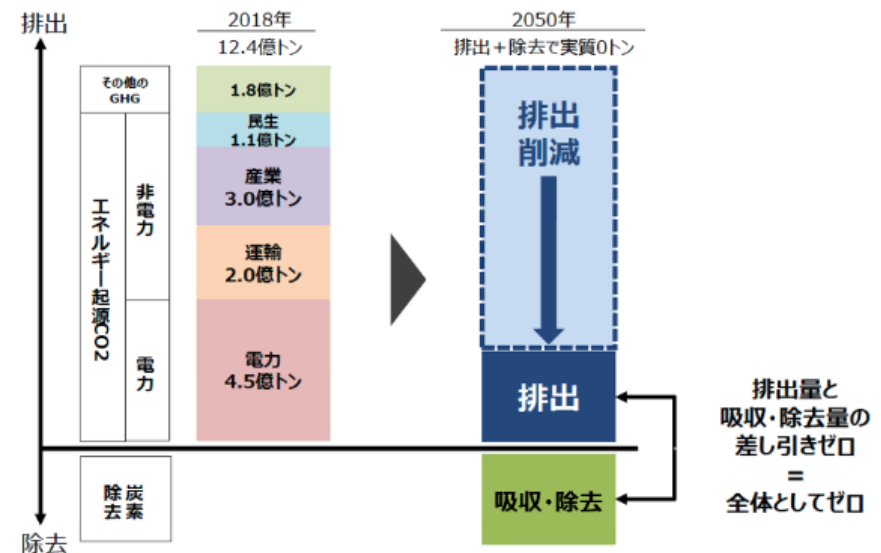 排出
2018年
12.4億トン
2050年
排出＋除去で実質0トン
その他の
GHG
エネルギー起源CO2
非電力
電力
1.8億トン
民生
1.1億トン
産業
3.0億トン
運輸
2.0億トン
電力
4.5億トン
排出
削減
排出
排出量と
吸収・除去量の
差し引きゼロ
＝
全体としてゼロ
炭素
除去
吸収・除去
除去